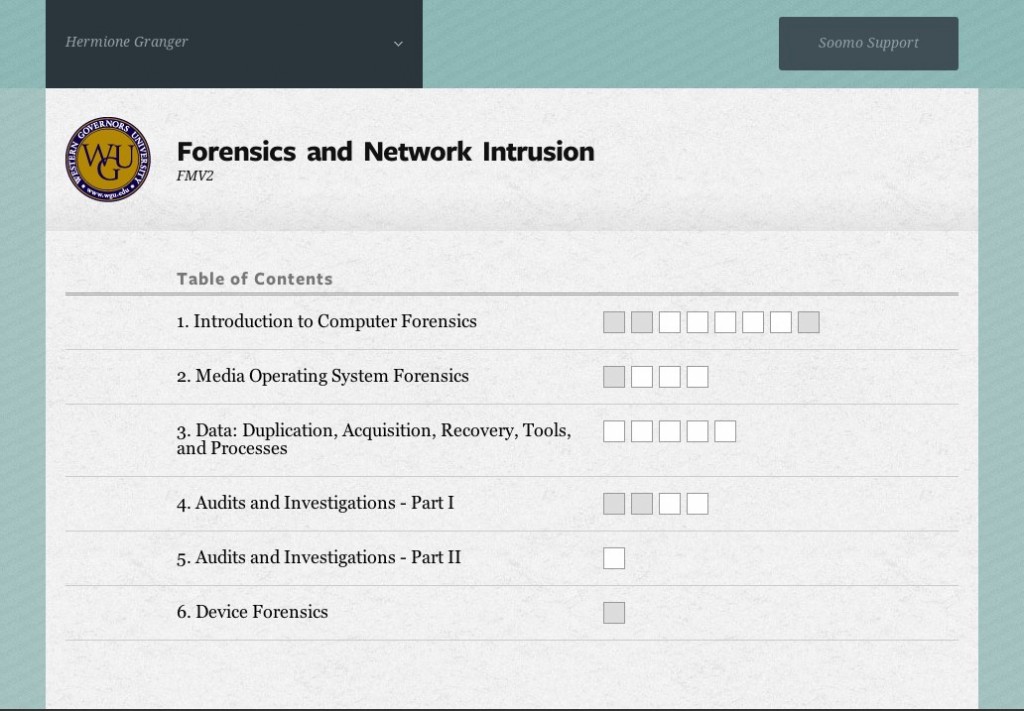 Hermione Granger
Soomo Support
WESTERN GOVERNORS UNIVERSITY
WGU
www.wgu.edu
Forensics and Network Intrusion
FMV2
Table of Contents
1. Introduction to Computer Forensics
2. Media Operating System Forensics
3. Data: Duplication, Acquisition, Recovery, Tools,
and Processes
4. Audits and Investigations - Part I
5. Audits and Investigations - Part II
6. Device Forensics